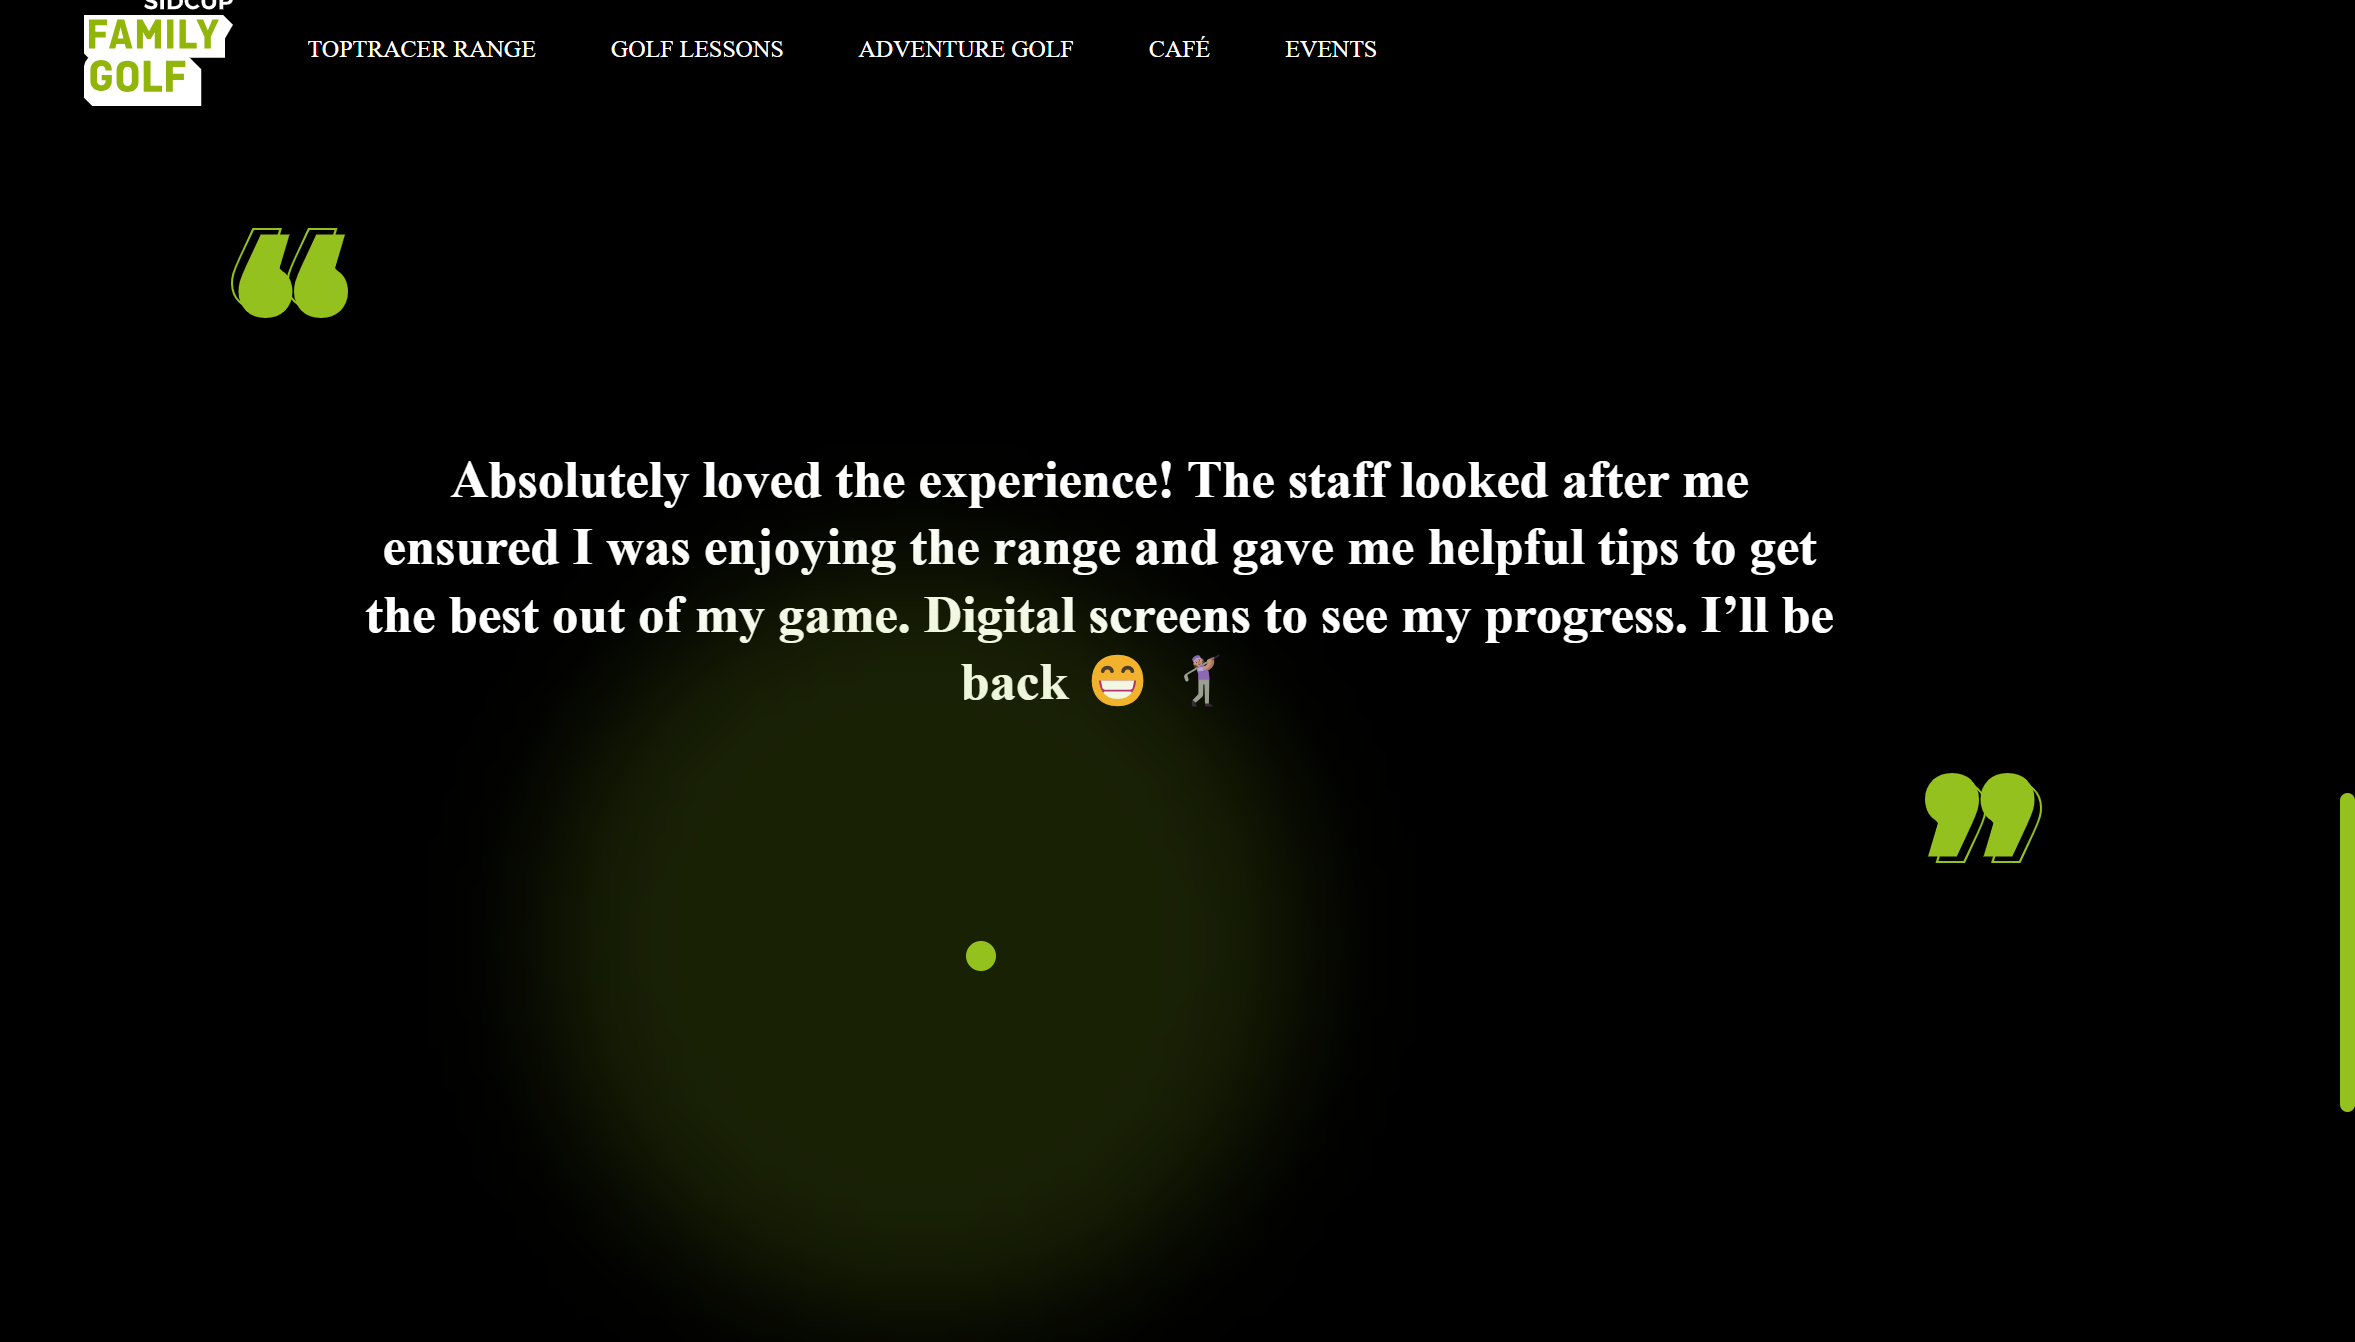 SIDCUP
FAMILY
GOLF
TOPTRACER RANGE
GOLF LESSONS
ADVENTURE GOLF
CAFÉ
EVENTS
“
Absolutely loved the experience! The staff looked after me
ensured I was enjoying the range and gave me helpful tips to get
the best out of my game. Digital screens to see my progress. I’ll be
back 😁 🏌🏽‍♀️
”